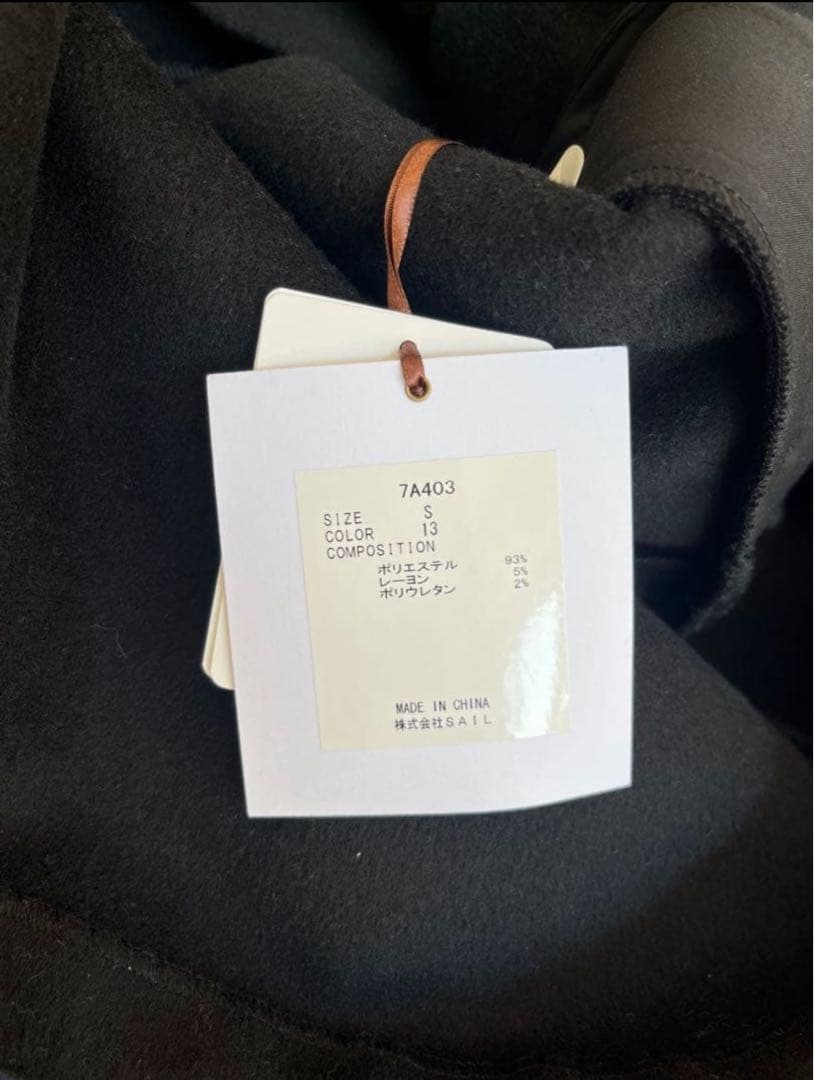 7A403
SIZE S
COLOR 13
COMPOSITION
ポリエステル 93%
レーヨン 5%
ポリウレタン 2%
MADE IN CHINA
株式会社SAIL